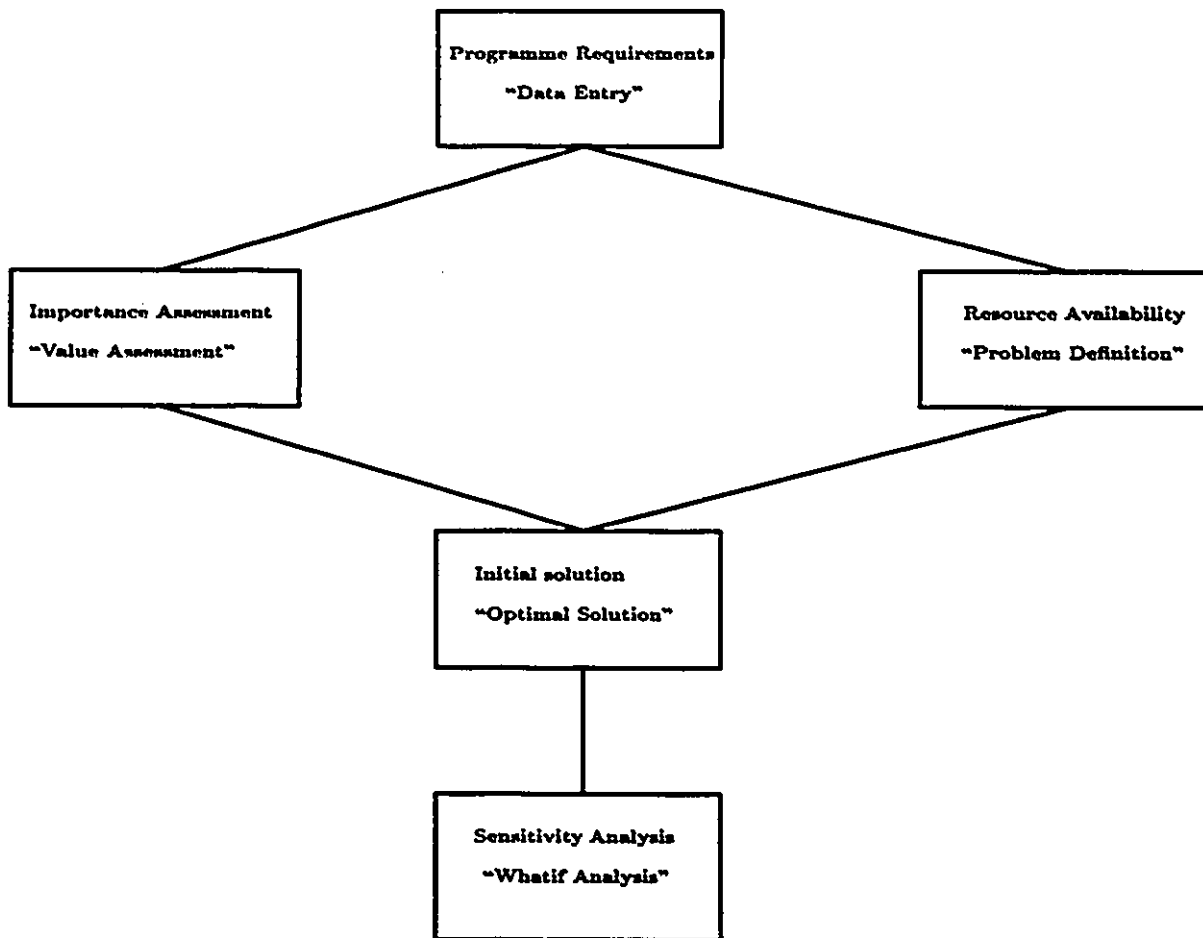 Programme Requirements
“Data Entry”
Importance Assessment
“Value Assessment”
Resource Availability
“Problem Definition”
Initial solution
“Optimal Solution”
Sensitivity Analysis
“Whatif Analysis”